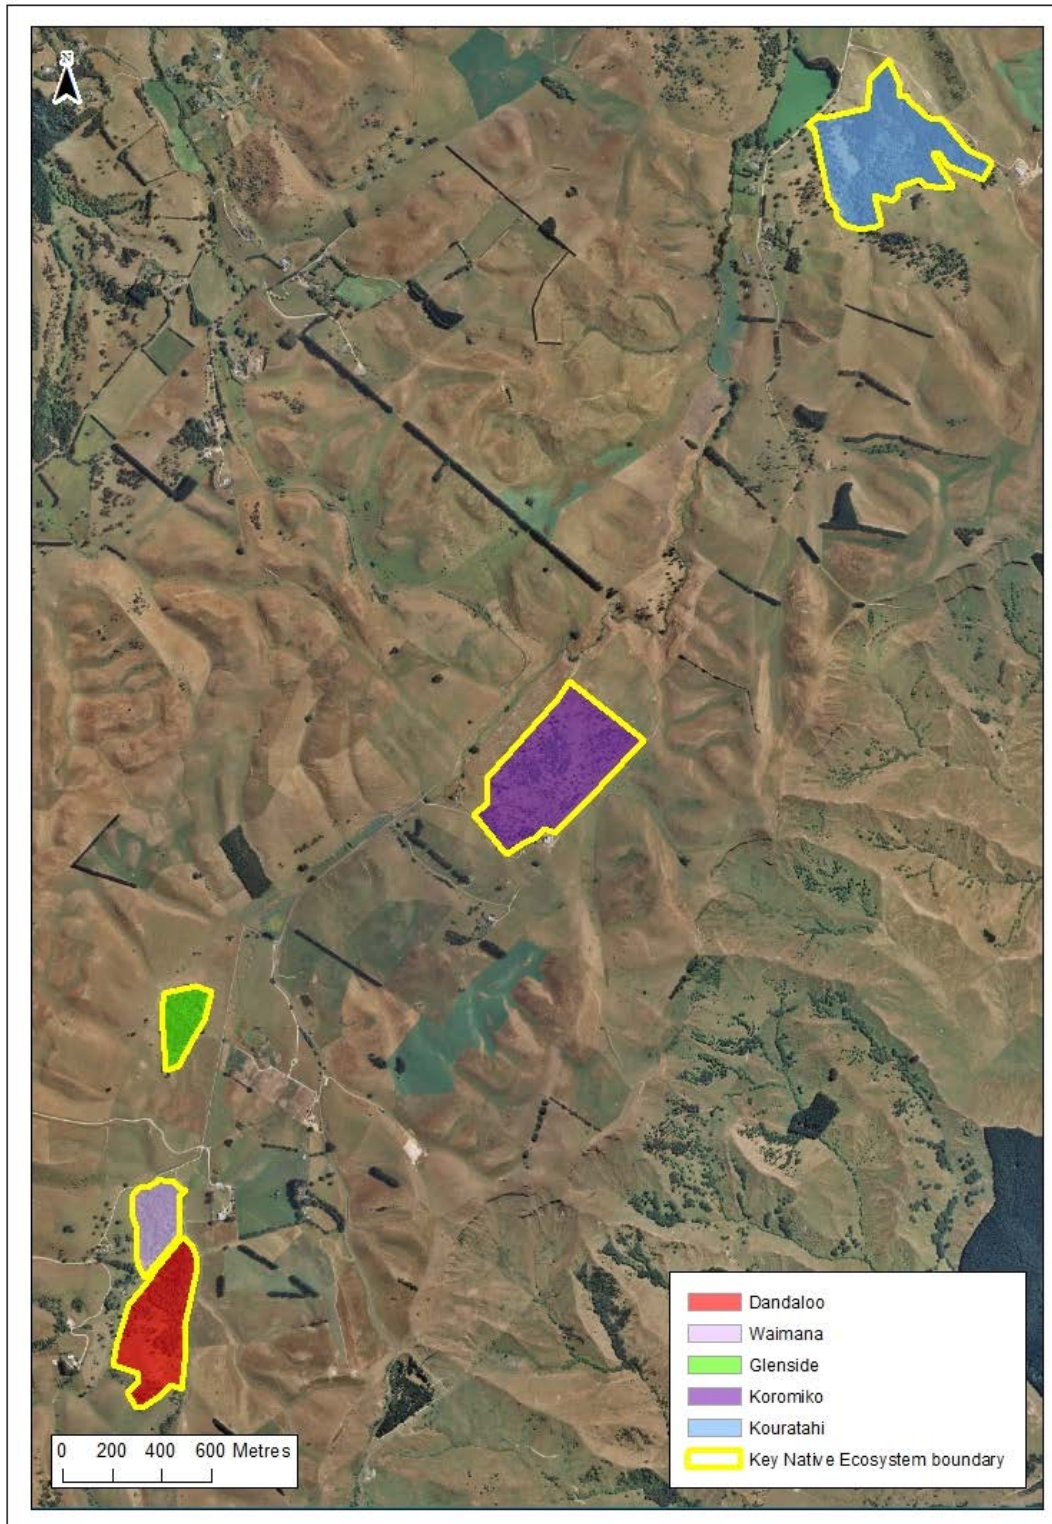 Dandaloo
Waimana
Glenside
Koromiko
Kouratahi
Key Native Ecosystem boundary
0 200 400 600 Metres